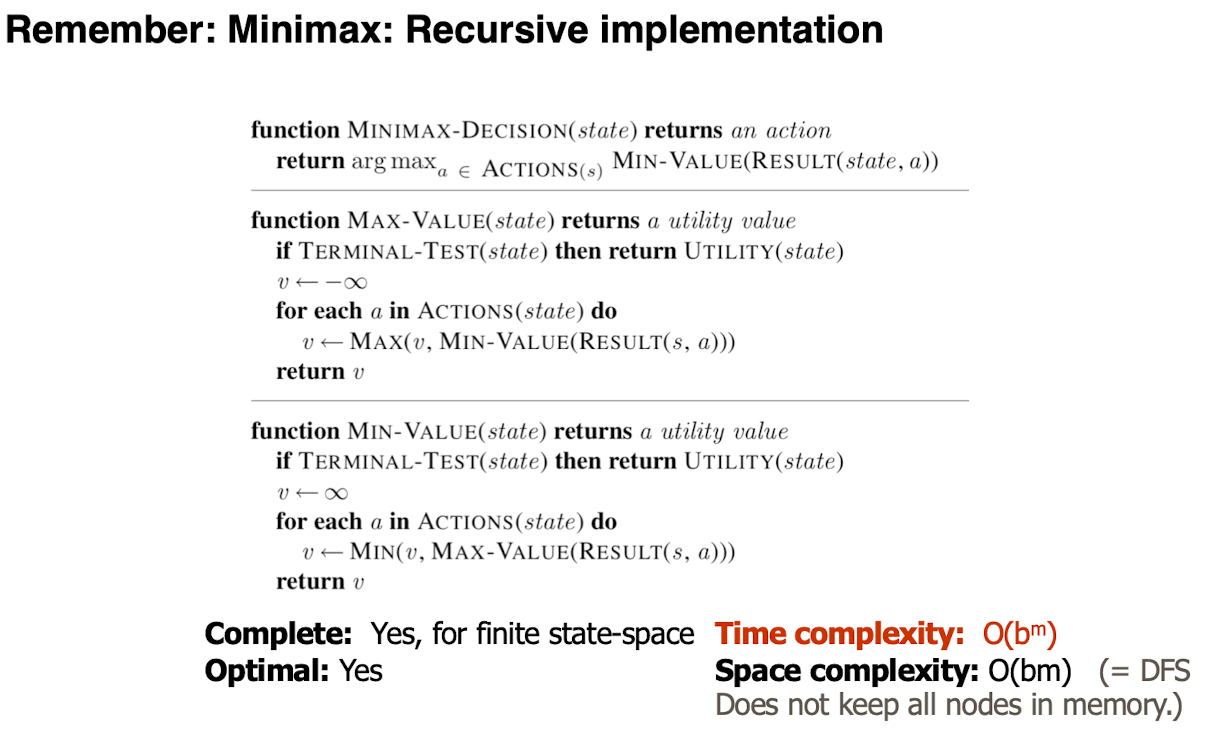 Remember: Minimax: Recursive implementation
function MINIMAX-DECISION(state) returns an action
return arg max a ∈ ACTIONS(s) MIN-VALUE(RESULT(state, a))
function MAX-VALUE(state) returns a utility value
if TERMINAL-TEST(state) then return UTILITY(state)
v ← −∞
for each a in ACTIONS(state) do
v ← MAX(v, MIN-VALUE(RESULT(s, a)))
return v
function MIN-VALUE(state) returns a utility value
if TERMINAL-TEST(state) then return UTILITY(state)
v ← ∞
for each a in ACTIONS(state) do
v ← MIN(v, MAX-VALUE(RESULT(s, a)))
return v
Complete: Yes, for finite state-space
Optimal: Yes
Time complexity: O(bᵐ)
Space complexity: O(bm) (= DFS
Does not keep all nodes in memory.)